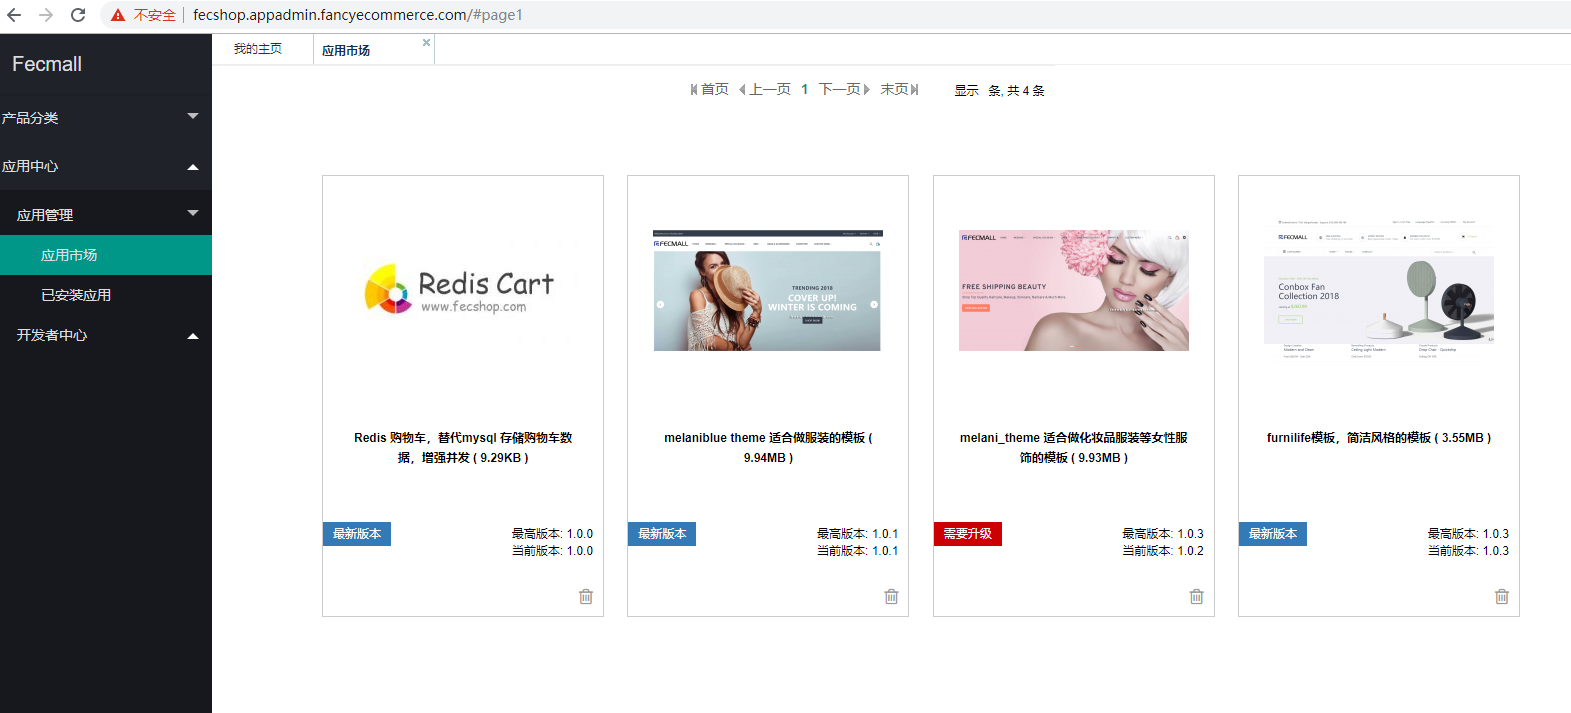 不安全 fecshop.appadmin.fancyecommerce.com/#page1
Fecmall
产品分类
应用中心
应用管理
应用市场
已安装应用
开发者中心
我的主页
应用市场
首页 上一页 1 下一页 末页 显示 条, 共 4 条
Redis Cart
www.fecshop.com
Redis 购物车，替代mysql 存储购物车数
据，增强并发 ( 9.29KB )
最新版本
最高版本: 1.0.0
当前版本: 1.0.0
FECMALL
TRENDING 2018
COVER UP!
WINTER IS COMING
melaniblue theme 适合做服装的模板 (
9.94MB )
最新版本
最高版本: 1.0.1
当前版本: 1.0.1
FECMALL
FREE SHIPPING BEAUTY
melani_theme 适合做化妆品服装等女性服
饰的模板 ( 9.93MB )
需要升级
最高版本: 1.0.3
当前版本: 1.0.2
FECMALL
Conbox Fan
Collection 2018
furnilife模板，简洁风格的模板 ( 3.55MB )
最新版本
最高版本: 1.0.3
当前版本: 1.0.3